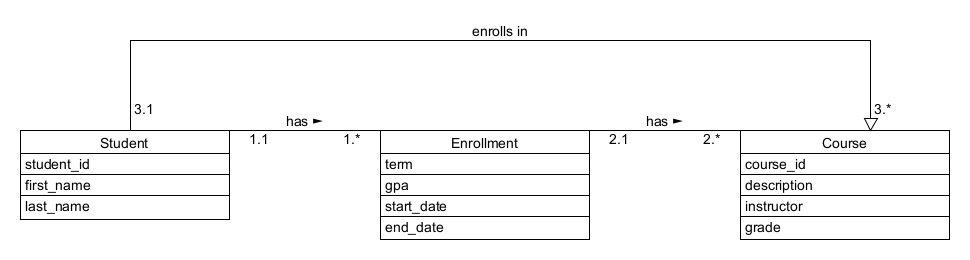 enrolls in
3.1
3.*
has ►
has ►
1.1
1.*
2.1
2.*
Student
Enrollment
Course
student_id
term
course_id
first_name
gpa
description
last_name
start_date
instructor
end_date
grade